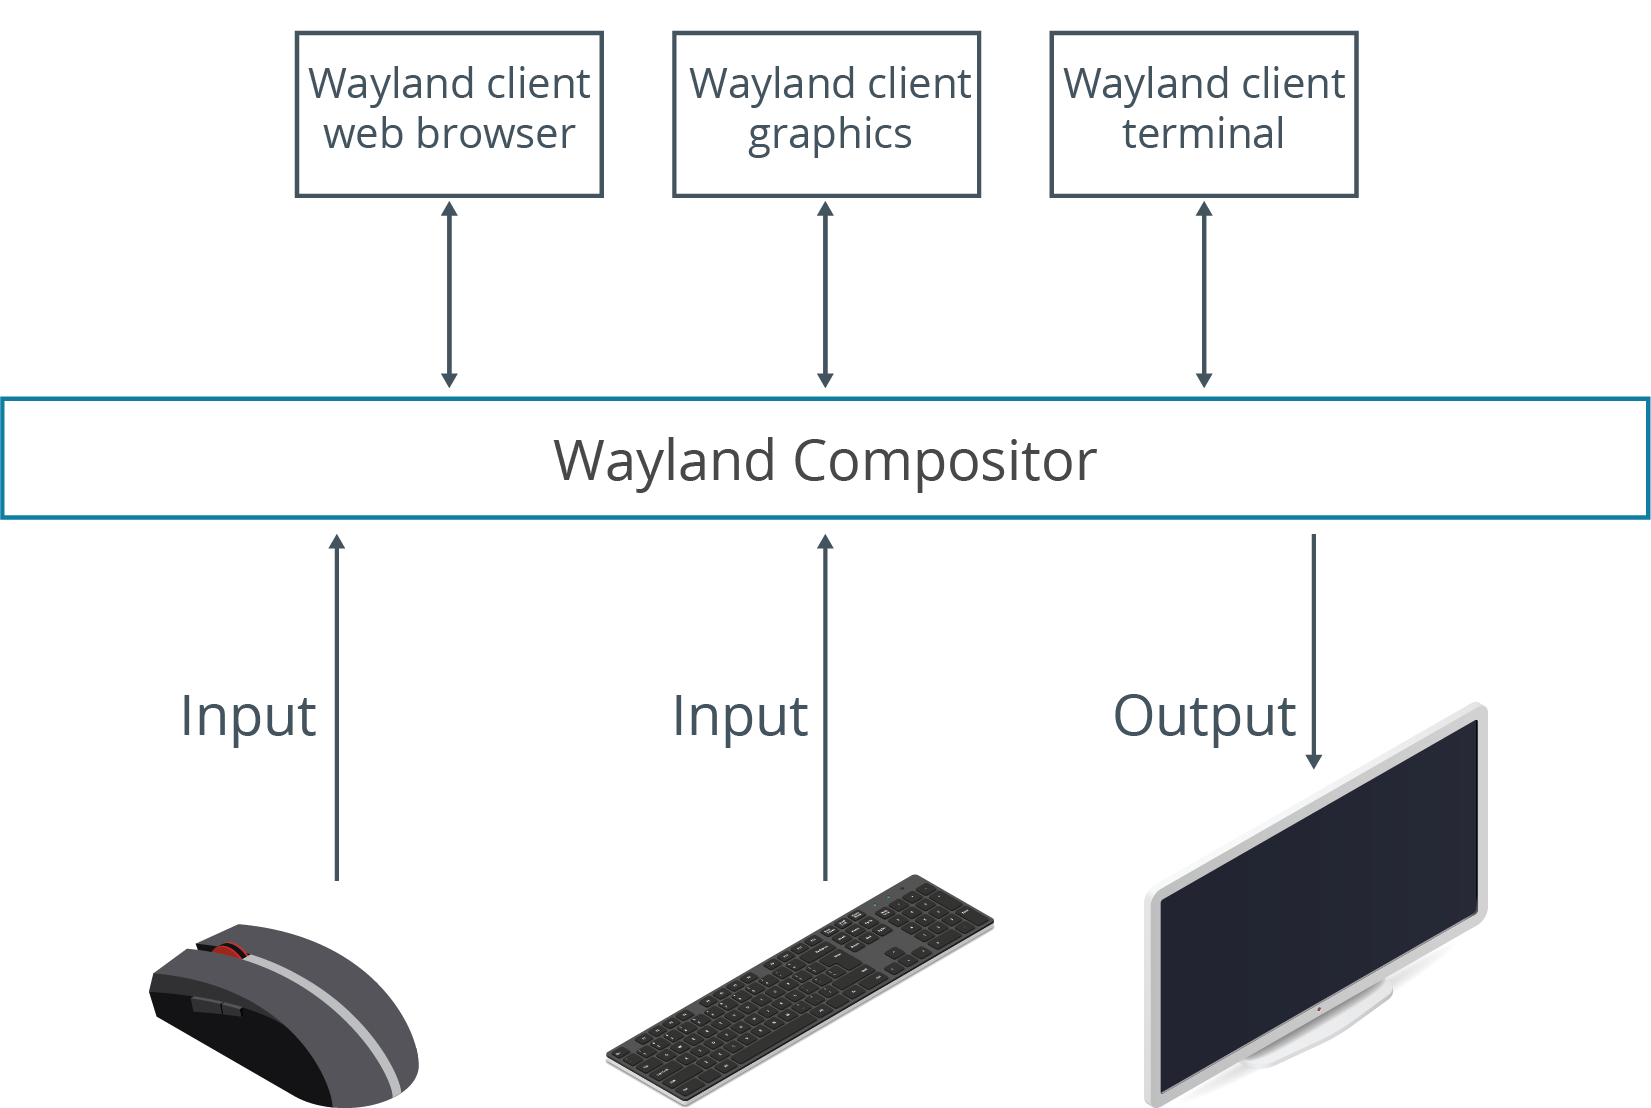 Wayland client
web browser
Wayland client
graphics
Wayland client
terminal
Wayland Compositor
Input
Input
Output